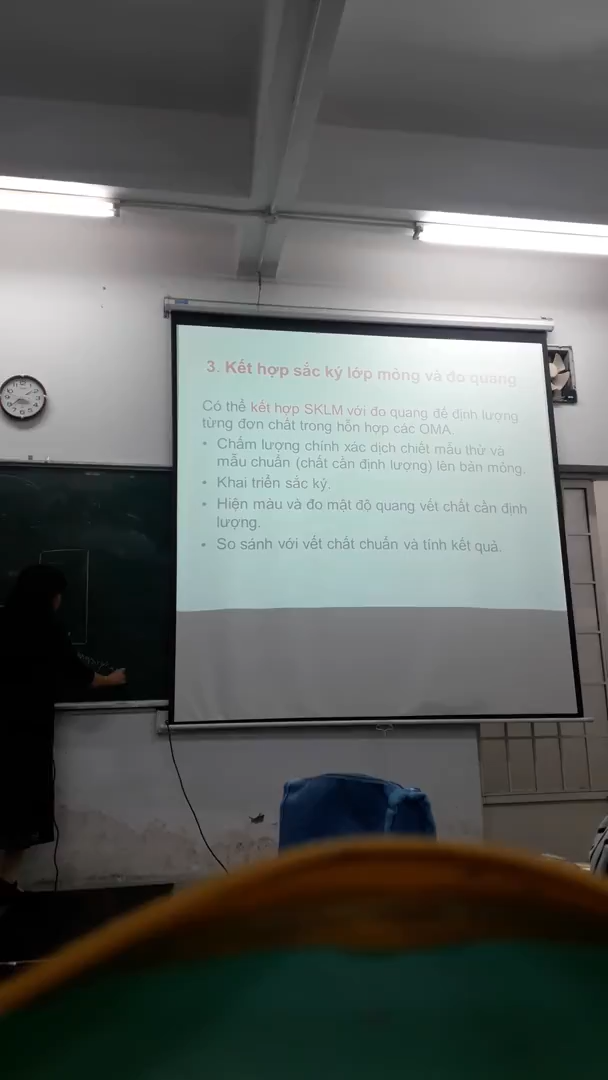 3. Kết hợp sắc ký lớp mỏng và đo quang
Có thể kết hợp SKLM với đo quang để định lượng
từng đơn chất trong hỗn hợp các QMA.
• Chấm lượng chính xác dịch chiết mẫu thử và
mẫu chuẩn (chất cần định lượng) lên bản mỏng.
• Khai triển sắc ký.
• Hiện màu và đo mật độ quang vết chất cần định
lượng.
• So sánh với vết chất chuẩn và tính kết quả.